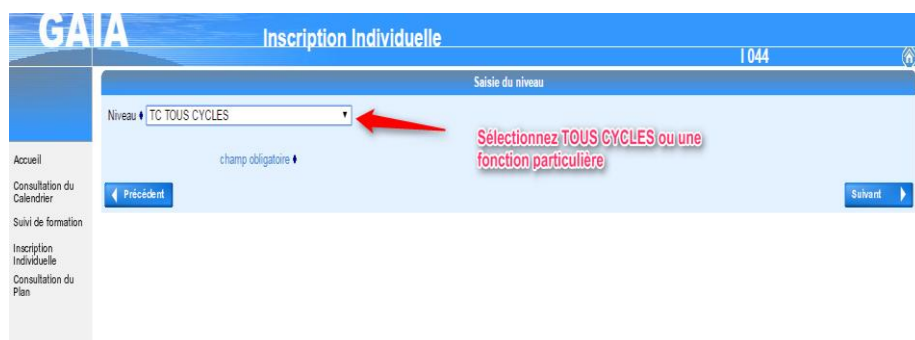 GAIA
Inscription Individuelle
I 044
Saisie du niveau
Niveau TC TOUS CYCLES
Sélectionnez TOUS CYCLES ou une
fonction particulière
champ obligatoire
Précédent
Suivant
Accueil
Consultation du
Calendrier
Suivi de formation
Inscription
Individuelle
Consultation du
Plan